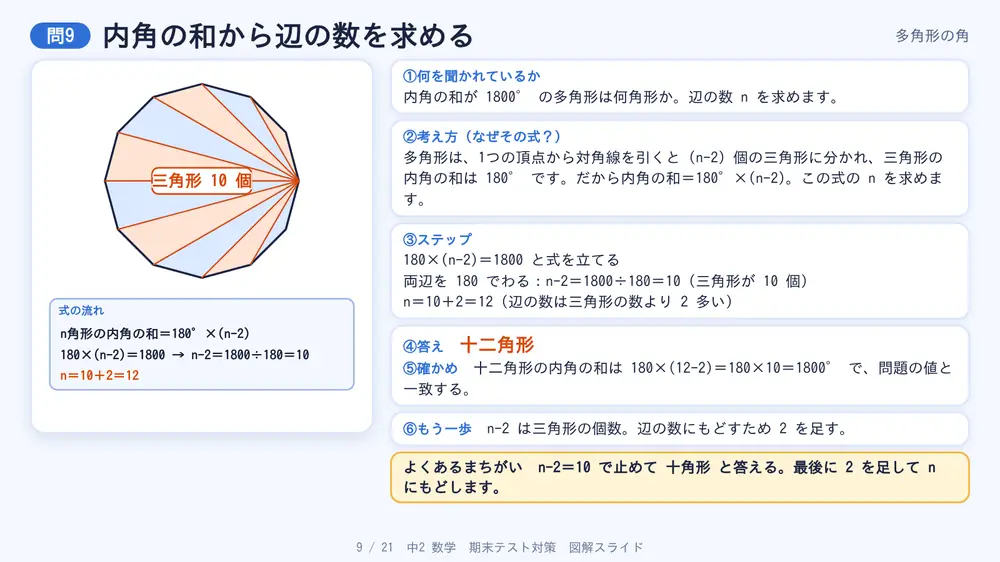 問9 内角の和から辺の数を求める
多角形の角
三角形 10 個
式の流れ
n角形の内角の和＝180°×(n-2)
180×(n-2)＝1800 → n-2＝1800÷180＝10
n＝10＋2＝12
①何を聞かれているか
内角の和が 1800° の多角形は何角形か。辺の数 n を求めます。
②考え方（なぜその式？）
多角形は、1つの頂点から対角線を引くと（n-2）個の三角形に分かれ、三角形の
内角の和は 180° です。だから内角の和＝180°×(n-2)。この式の n を求めま
す。
③ステップ
180×(n-2)＝1800 と式を立てる
両辺を 180 でわる：n-2＝1800÷180＝10（三角形が 10 個）
n＝10＋2＝12（辺の数は三角形の数より 2 多い）
④答え 十二角形
⑤確かめ 十二角形の内角の和は 180×(12-2)＝180×10＝1800° で、問題の値と
一致する。
⑥もう一歩 n-2 は三角形の個数。辺の数にもどすため 2 を足す。
よくあるまちがい n-2＝10 で止めて 十角形 と答える。最後に 2 を足して n
にもどします。
9 / 21 中2 数学 期末テスト対策 図解スライド